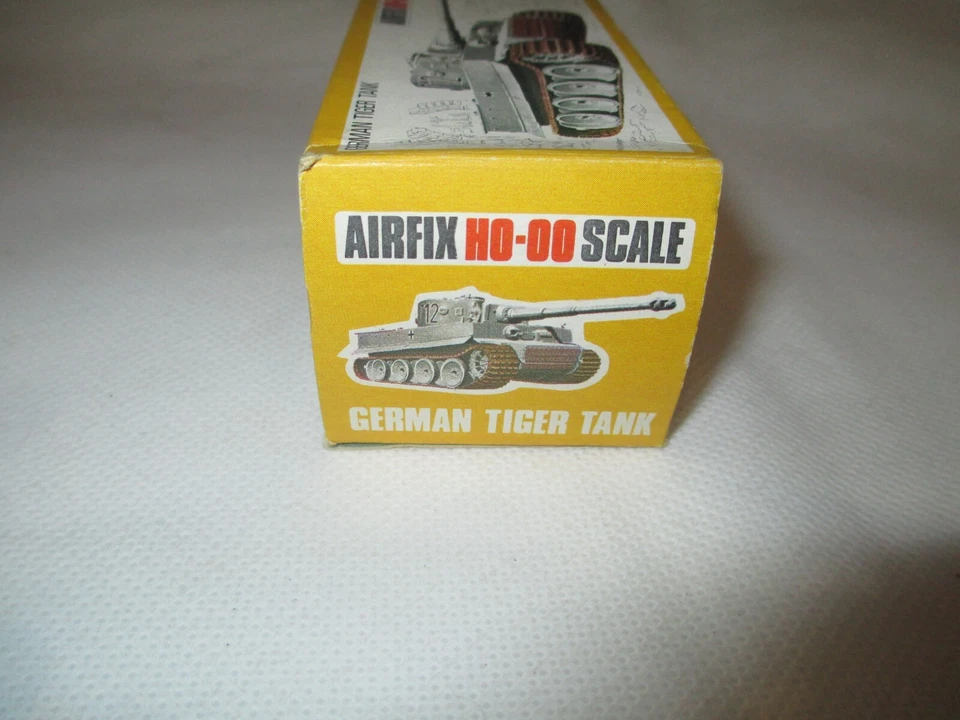 GERMAN TIGER TANK
AIRFIX HO-OO SCALE
12
GERMAN TIGER TANK